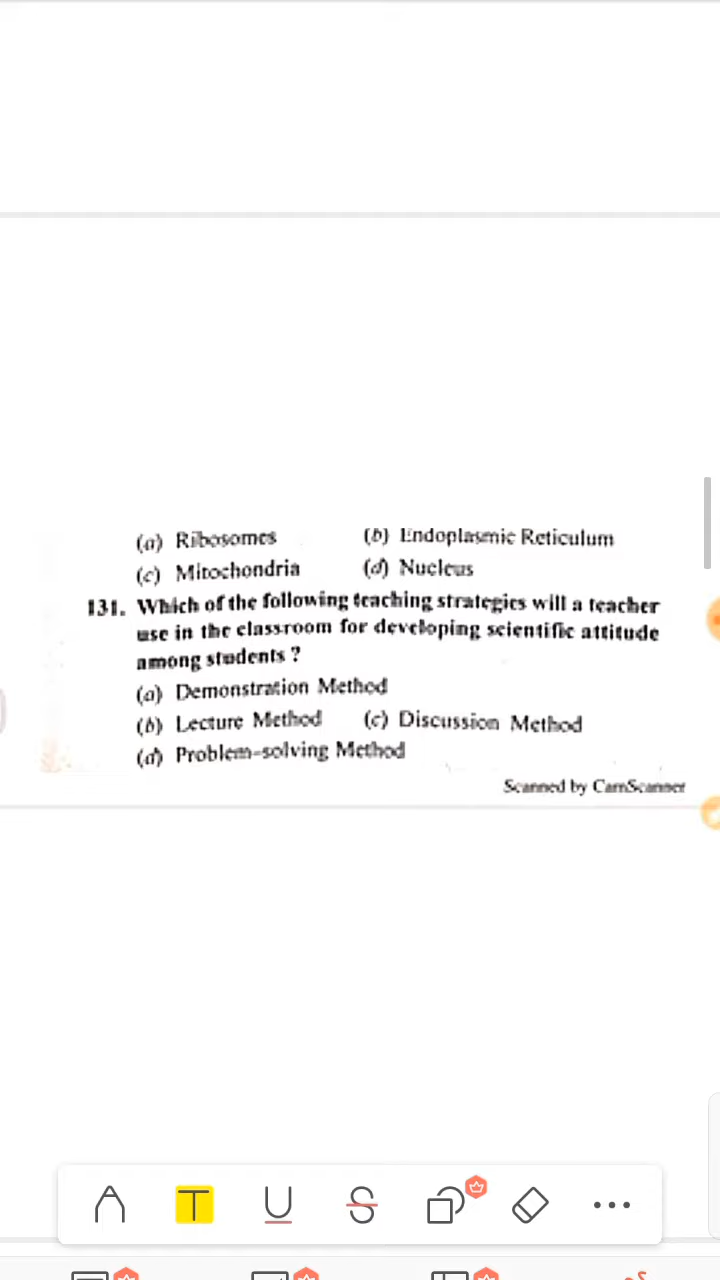 (a) Ribosomes (b) Endoplasmic Reticulum
(c) Mitochondria (d) Nucleus
131. Which of the following teaching strategies will a teacher
use in the classroom for developing scientific attitude
among students ?
(a) Demonstration Method
(b) Lecture Method (c) Discussion Method
(d) Problem-solving Method
Scanned by CamScanner
A T U S